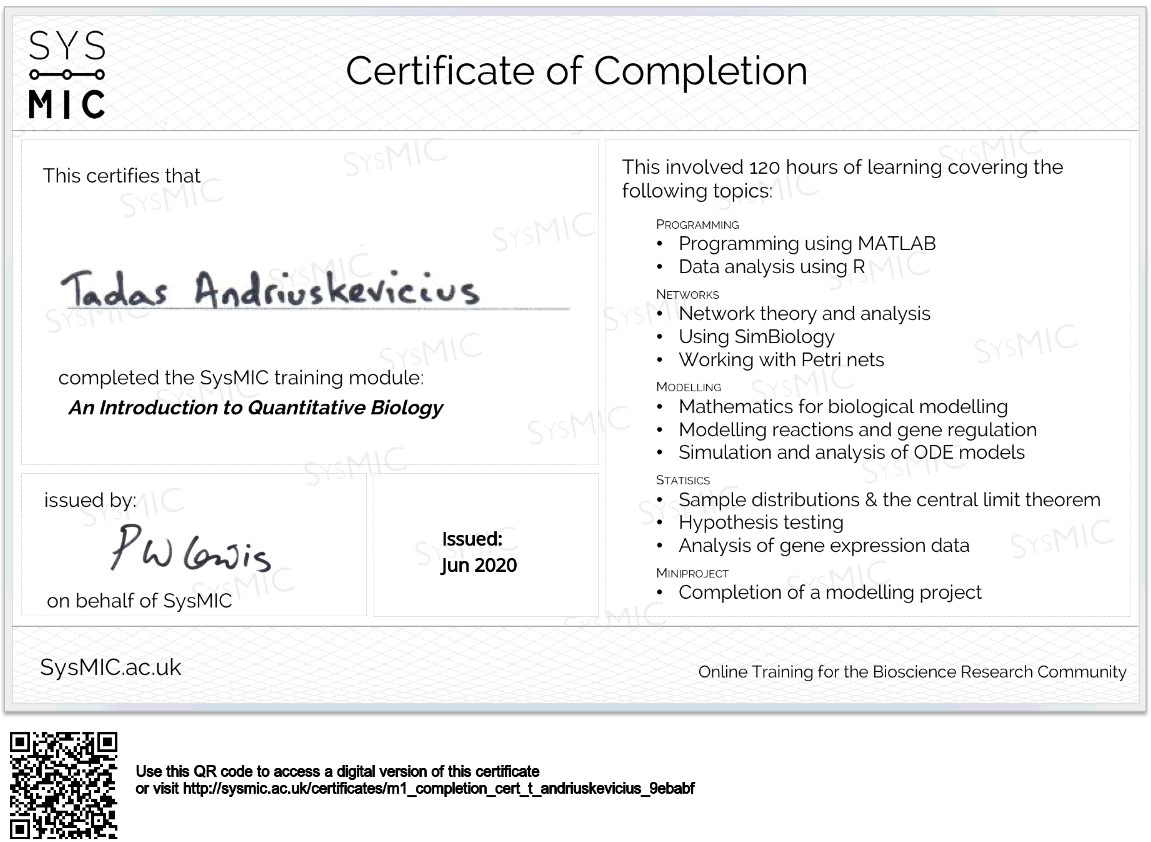 SYS
MIC
Certificate of Completion
This certifies that
Tadas Andriuskevicius
completed the SysMIC training module:
An Introduction to Quantitative Biology
issued by:
P W Lewis
on behalf of SysMIC
Issued:
Jun 2020
This involved 120 hours of learning covering the
following topics:
PROGRAMMING
• Programming using MATLAB
• Data analysis using R
NETWORKS
• Network theory and analysis
• Using SimBiology
• Working with Petri nets
MODELLING
• Mathematics for biological modelling
• Modelling reactions and gene regulation
• Simulation and analysis of ODE models
STATISICS
• Sample distributions & the central limit theorem
• Hypothesis testing
• Analysis of gene expression data
MINIPROJECT
• Completion of a modelling project
SysMIC.ac.uk
Online Training for the Bioscience Research Community
Use this QR code to access a digital version of this certificate
or visit http://sysmic.ac.uk/certificates/m1_completion_cert_t_andriuskevicius_9ebabf